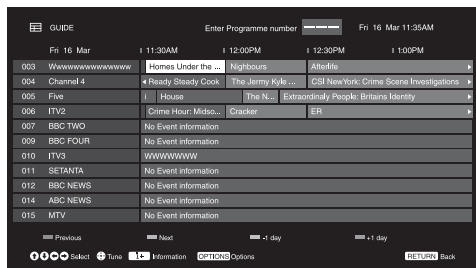 GUIDE Enter Programme number Fri 16 Mar 11:35AM
Fri 16 Mar 11:30AM 12:00PM 12:30PM 1:00PM
003 Wwwwwwwwwwwwww Homes Under the ... Nighbours Afterlife
004 Channel 4 Ready Steady Cook The Jermy Kyle ... CSI NewYork: Crime Scene Investigations
005 Five i House The N... Extraordinaly People: Britains Identity
006 ITV2 Crime Hour: Midso... Cracker ER
007 BBC TWO No Event information
009 BBC FOUR No Event information
010 ITV3 WWWWWWW
011 SETANTA No Event information
012 BBC NEWS No Event information
014 ABC NEWS No Event information
015 MTV No Event information
Previous Next -1 day +1 day
Select Tune i+ Information OPTIONS Options RETURN Back